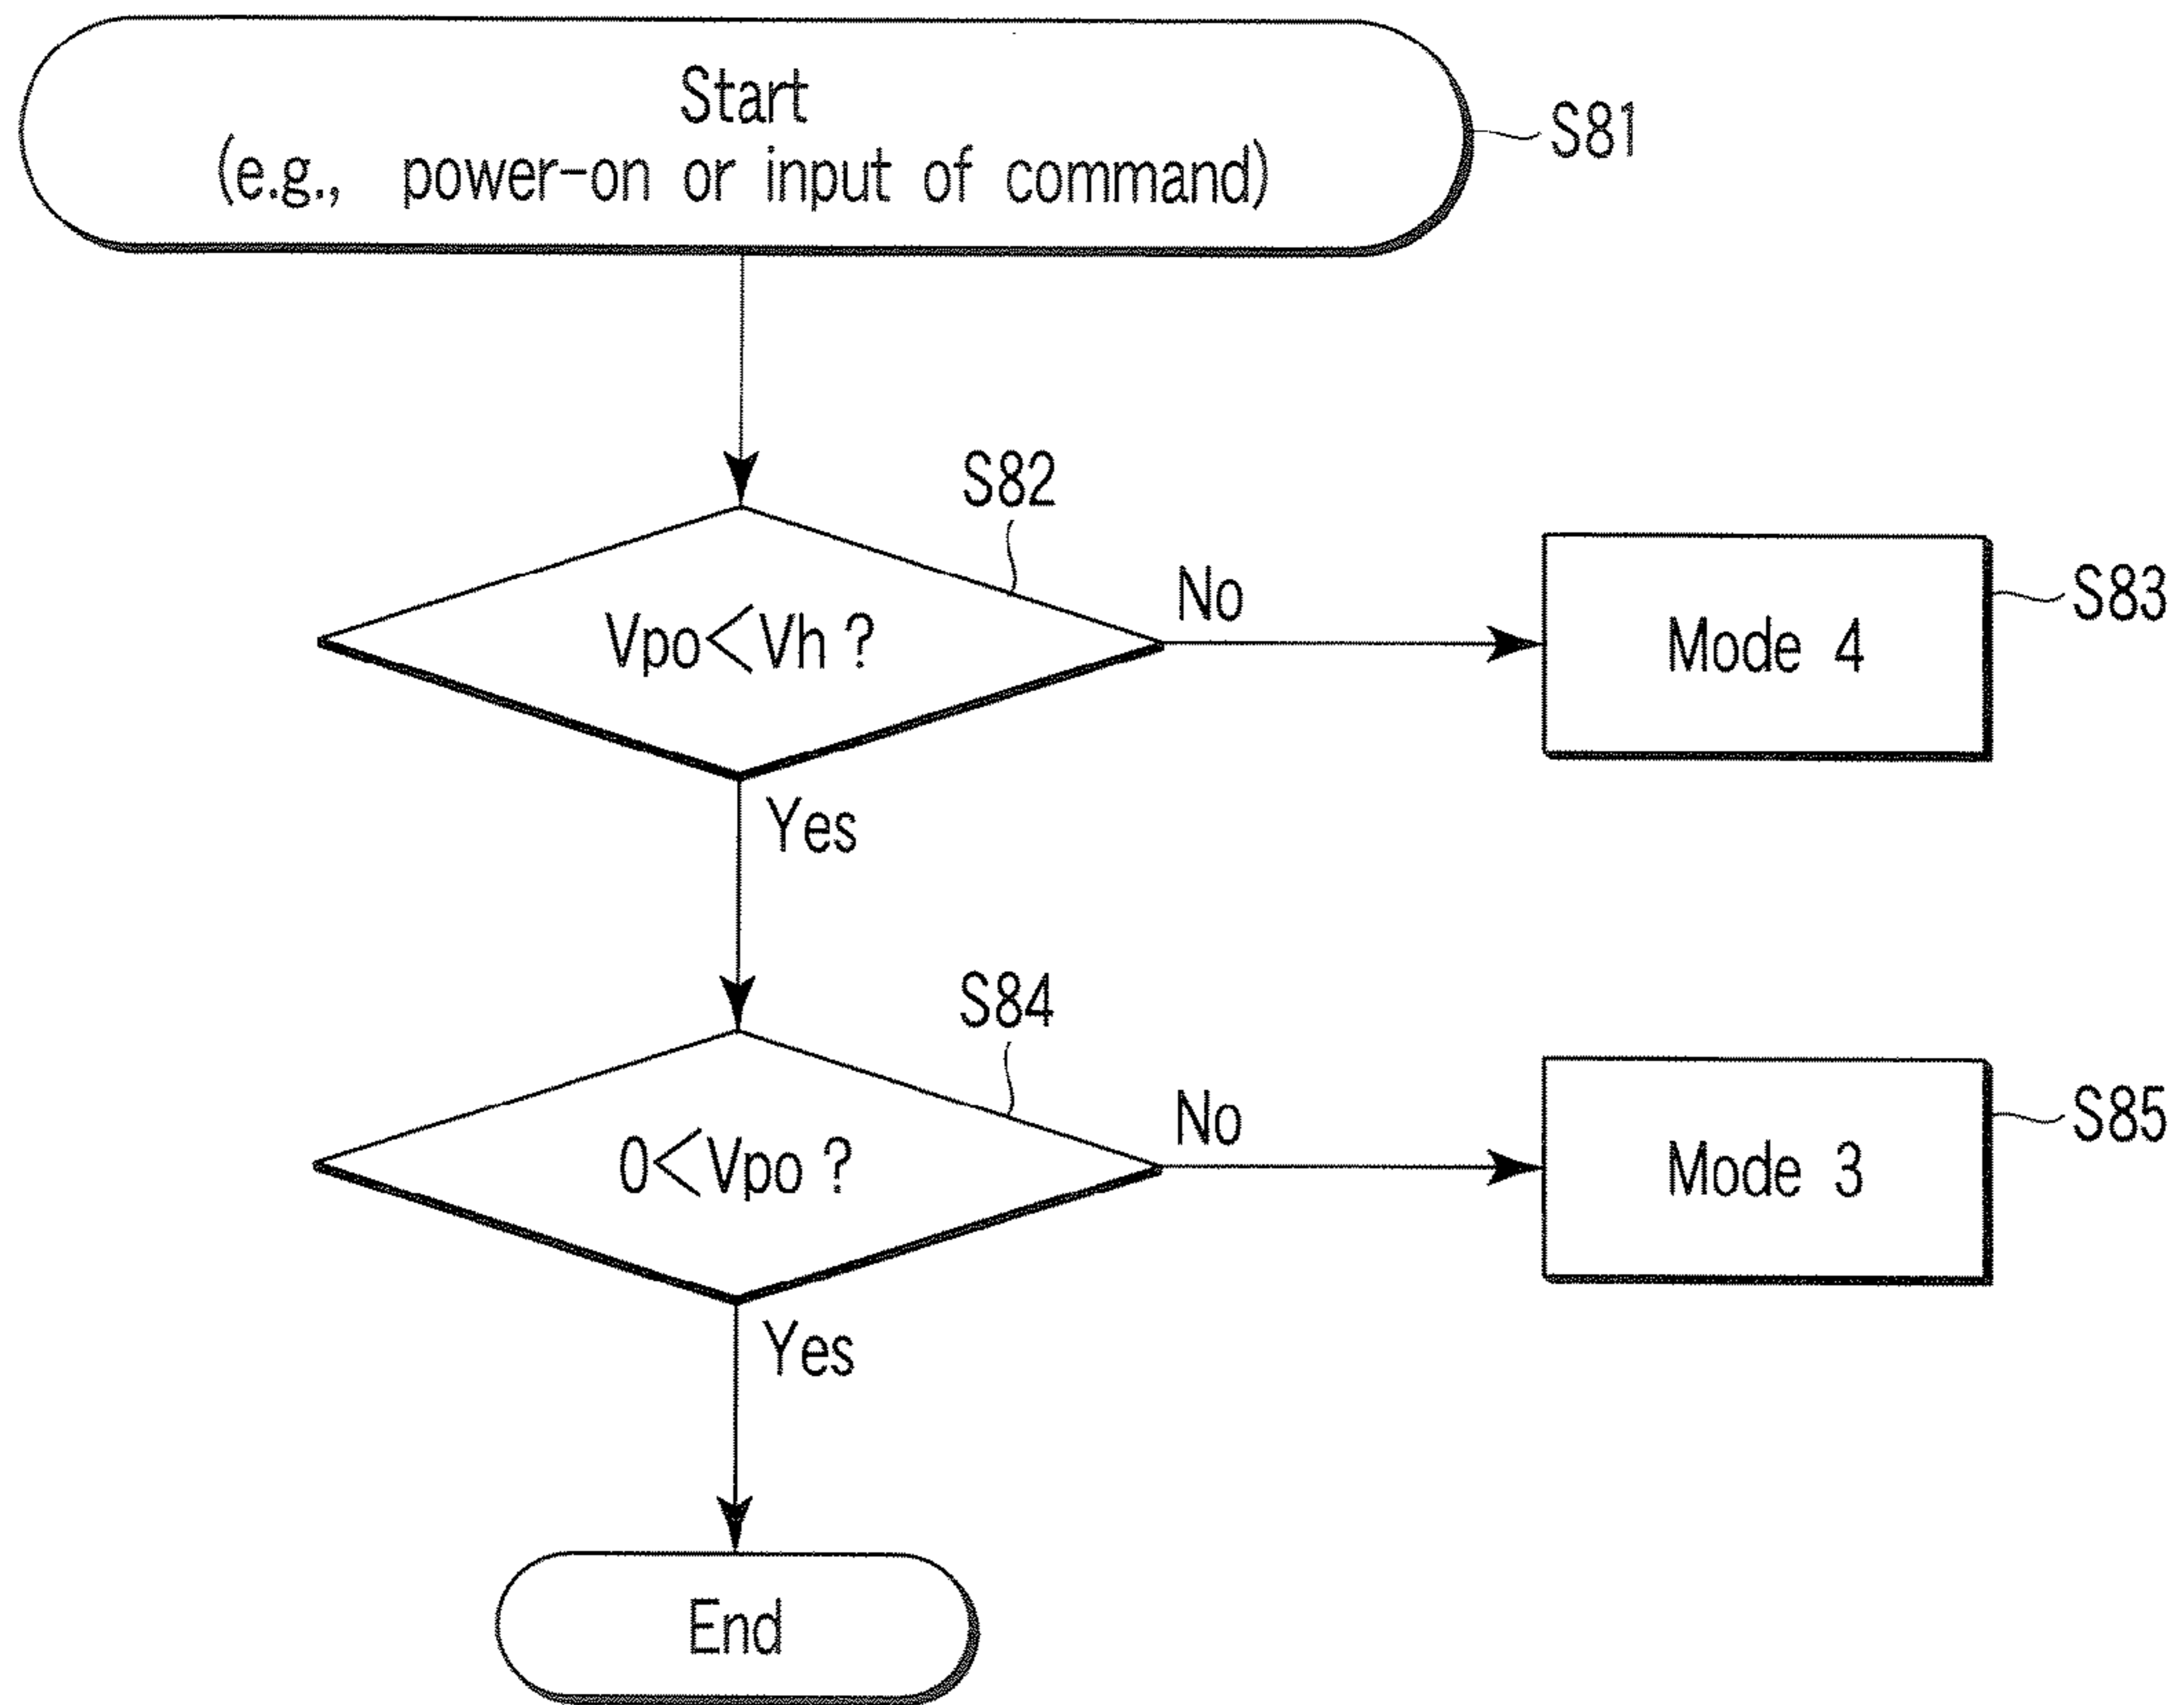 Start
(e.g., power-on or input of command)
S81
S82
Vpo<Vh ?
No
Mode 4
S83
Yes
S84
0<Vpo ?
No
Mode 3
S85
Yes
End